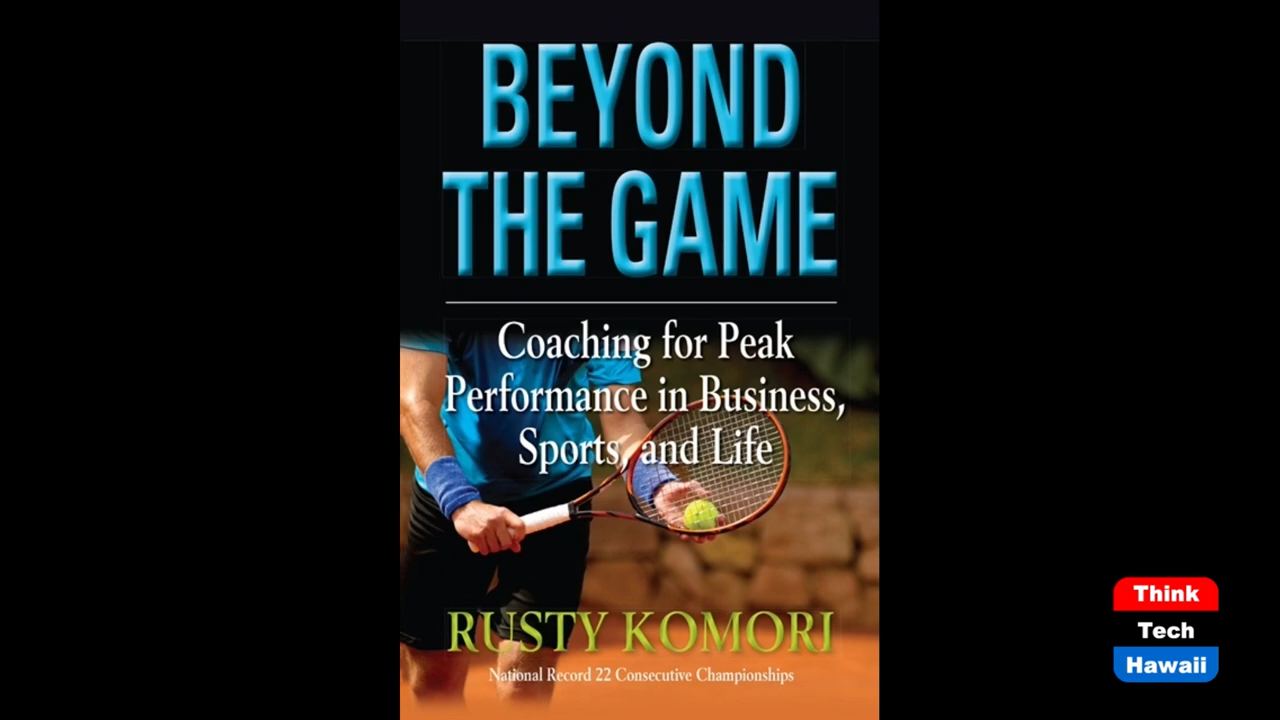 BEYOND
THE GAME
Coaching for Peak
Performance in Business,
Sports, and Life
RUSTY KOMORI
National Record 22 Consecutive Championships
Think
Tech
Hawaii